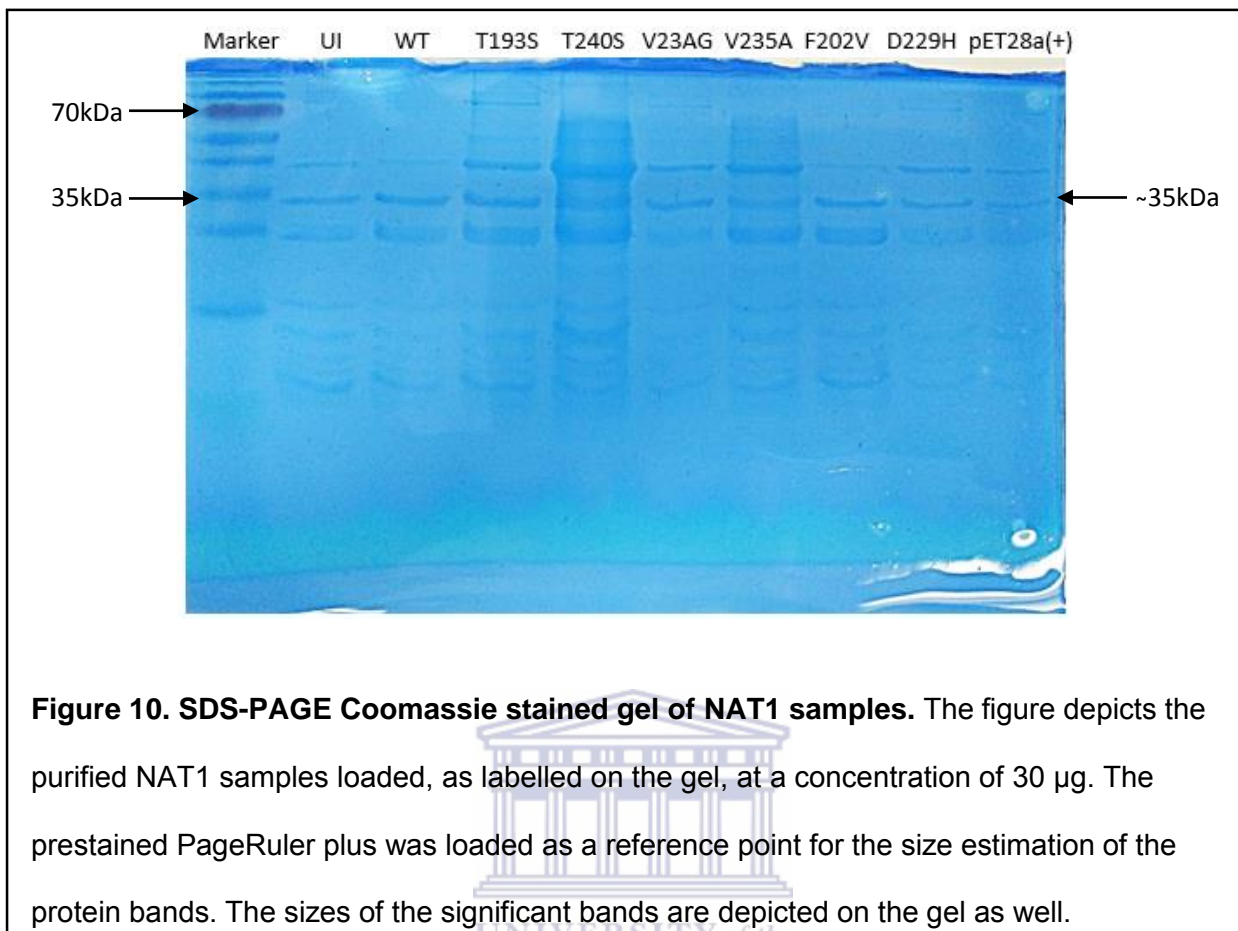 Marker UI WT T193S T240S V23AG V235A F202V D229H pET28a(+)
70kDa
35kDa
~35kDa
Figure 10. SDS-PAGE Coomassie stained gel of NAT1 samples. The figure depicts the
purified NAT1 samples loaded, as labelled on the gel, at a concentration of 30 µg. The
prestained PageRuler plus was loaded as a reference point for the size estimation of the
protein bands. The sizes of the significant bands are depicted on the gel as well.
UNIVERSITY of the